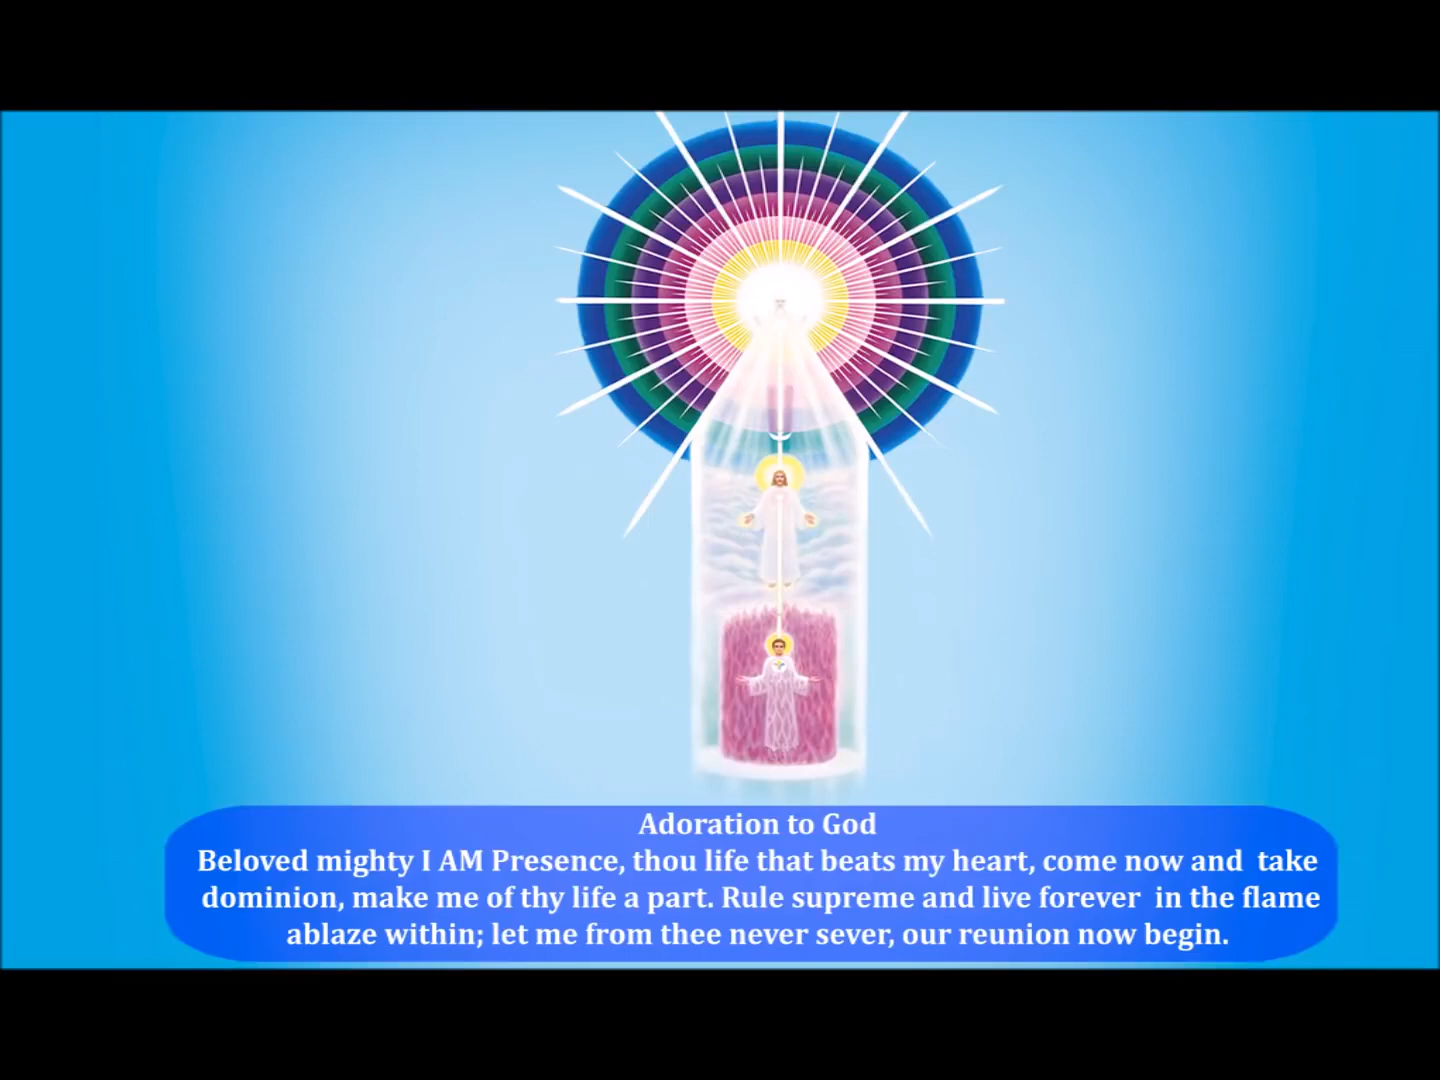 Adoration to God
Beloved mighty I AM Presence, thou life that beats my heart, come now and take
dominion, make me of thy life a part. Rule supreme and live forever in the flame
ablaze within; let me from thee never sever, our reunion now begin.